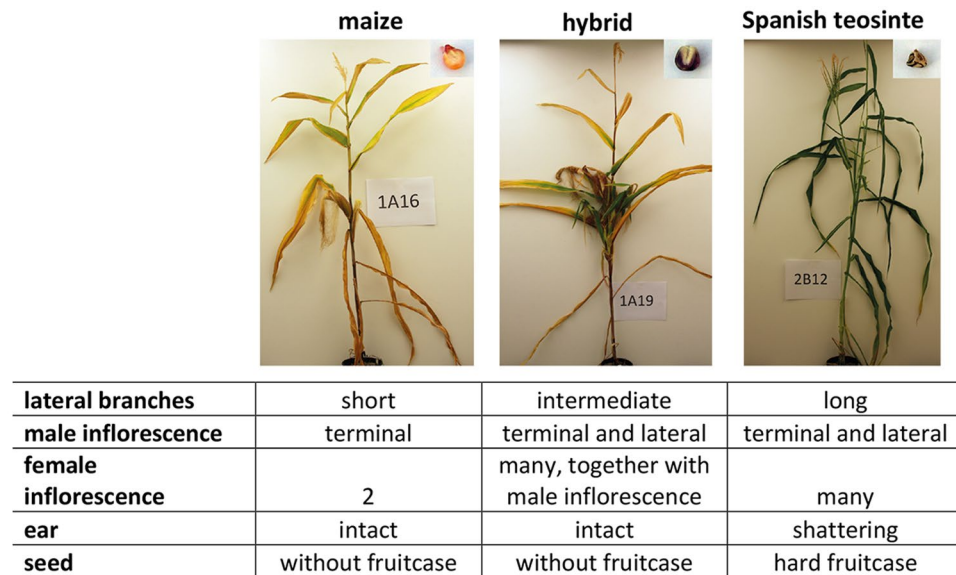 maize hybrid Spanish teosinte
1A16
1A19
2B12
lateral branches short intermediate long
male inflorescence terminal terminal and lateral terminal and lateral
female many, together with
inflorescence 2 male inflorescence many
ear intact intact shattering
seed without fruitcase without fruitcase hard fruitcase